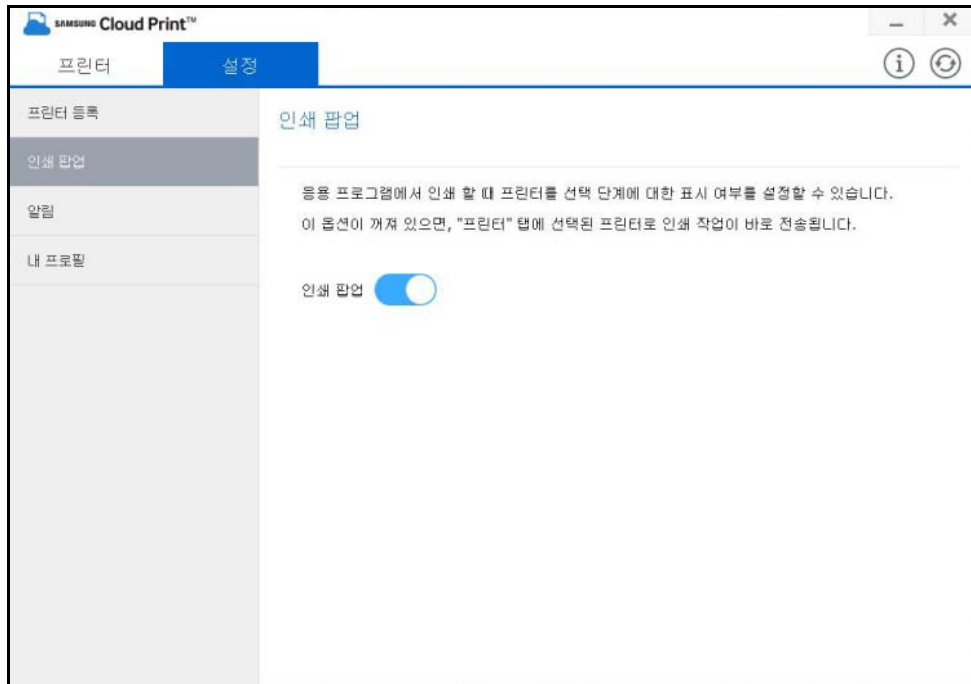 SAMSUNG Cloud Print™
프린터
설정
프린터 등록
인쇄 팝업
알림
내 프로필
인쇄 팝업
응용 프로그램에서 인쇄 할 때 프린터를 선택 단계에 대한 표시 여부를 설정할 수 있습니다.
이 옵션이 꺼져 있으면, "프린터" 탭에 선택된 프린터로 인쇄 작업이 바로 전송됩니다.
인쇄 팝업